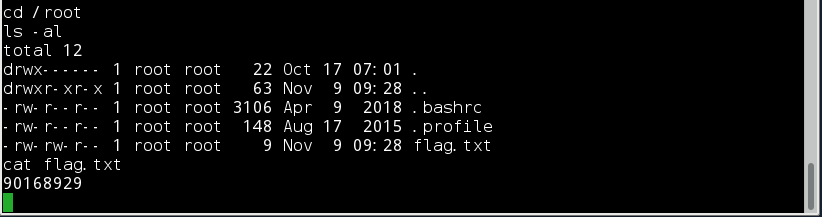 cd /root
ls -al
total 12
drwx------ 1 root root   22 Oct 17 07:01 .
drwxr-xr-x 1 root root   63 Nov  9 09:28 ..
-rw-r--r-- 1 root root 3106 Apr  9  2018 .bashrc
-rw-r--r-- 1 root root  148 Aug 17  2015 .profile
-rw-rw-r-- 1 root root    9 Nov  9 09:28 flag.txt
cat flag.txt
90168929